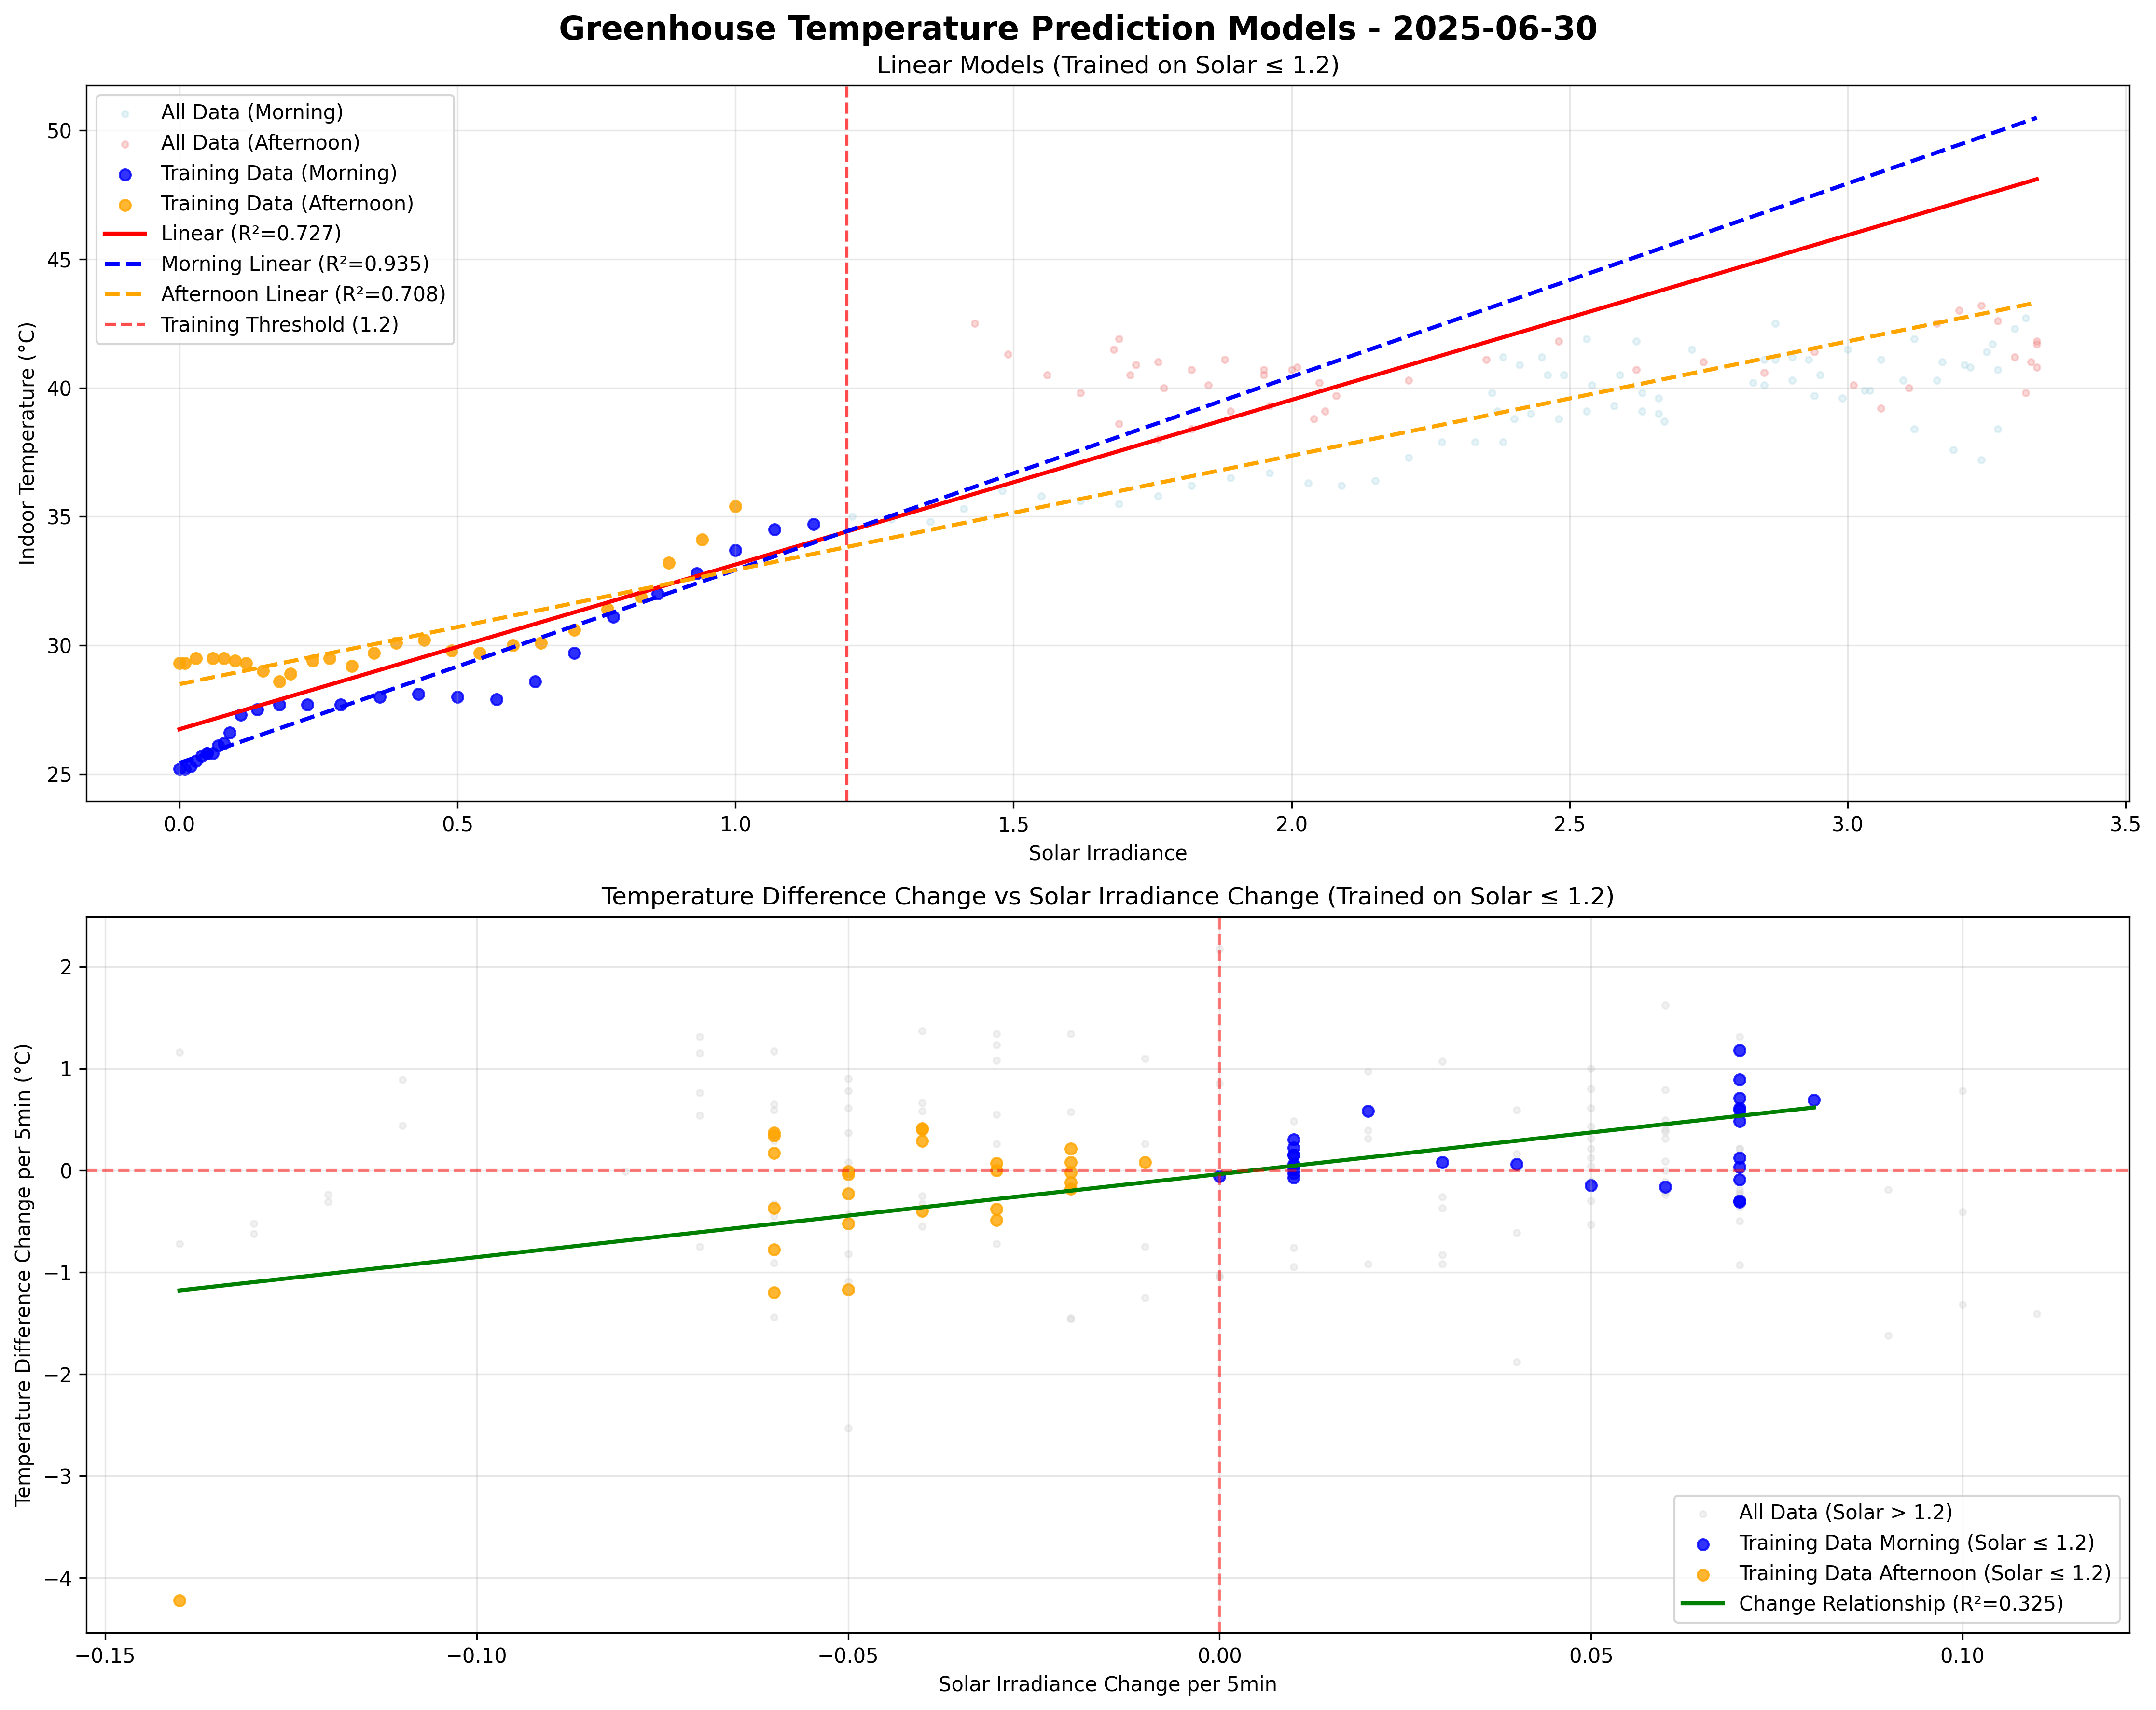 Greenhouse Temperature Prediction Models - 2025-06-30
Linear Models (Trained on Solar ≤ 1.2)
All Data (Morning)
All Data (Afternoon)
Training Data (Morning)
Training Data (Afternoon)
Linear (R²=0.727)
Morning Linear (R²=0.935)
Afternoon Linear (R²=0.708)
Training Threshold (1.2)
Indoor Temperature (°C)
50
45
40
35
30
25
0.0 0.5 1.0 1.5 2.0 2.5 3.0 3.5
Solar Irradiance
Temperature Difference Change vs Solar Irradiance Change (Trained on Solar ≤ 1.2)
Temperature Difference Change per 5min (°C)
2
1
0
−1
−2
−3
−4
All Data (Solar > 1.2)
Training Data Morning (Solar ≤ 1.2)
Training Data Afternoon (Solar ≤ 1.2)
Change Relationship (R²=0.325)
−0.15 −0.10 −0.05 0.00 0.05 0.10
Solar Irradiance Change per 5min